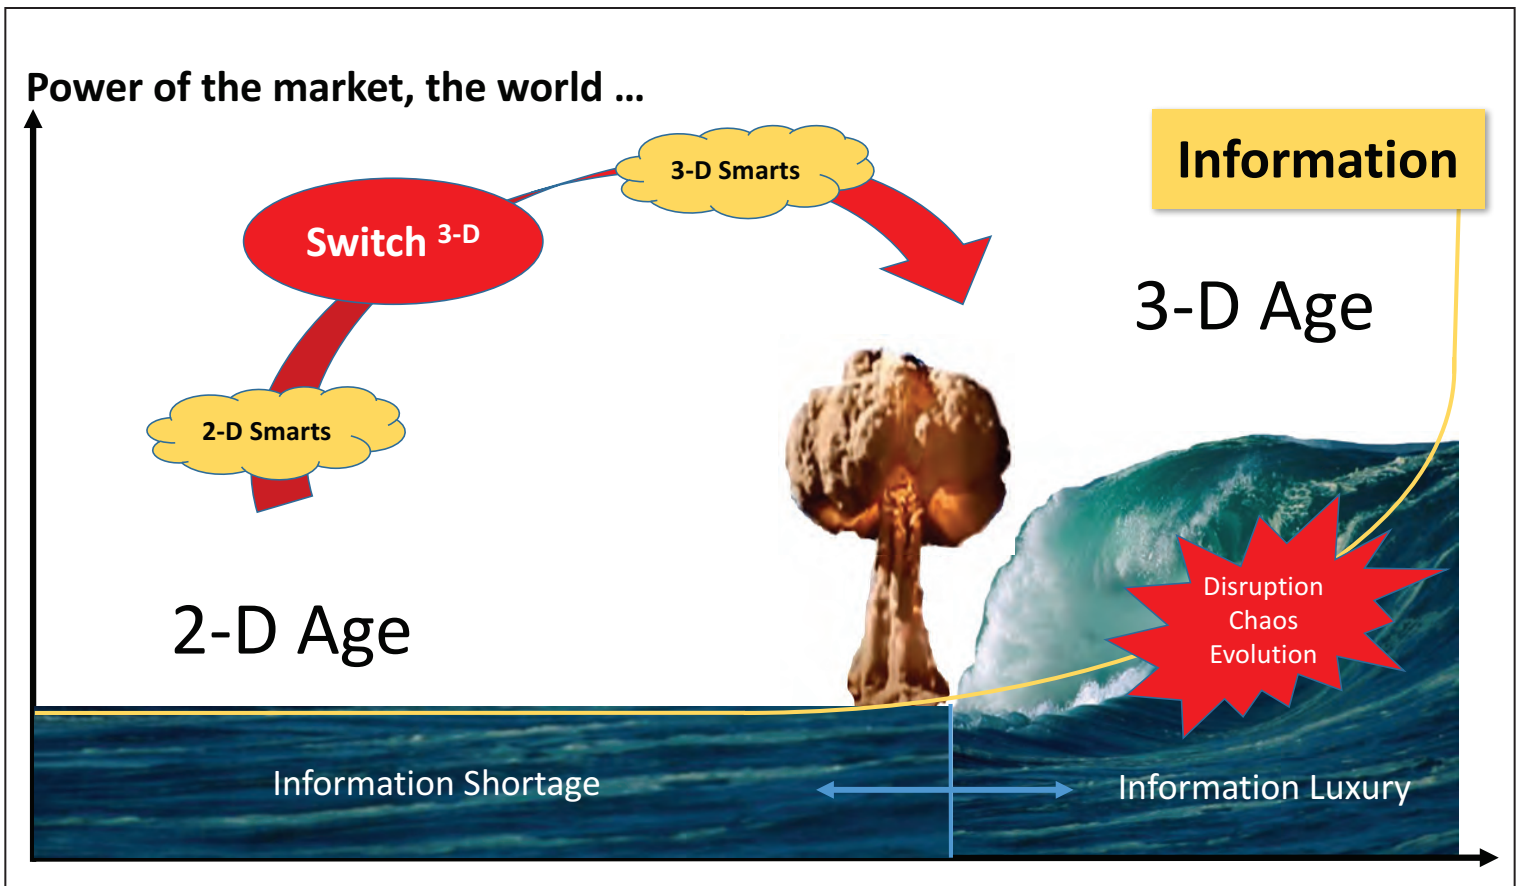 Power of the market, the world ...
Information
3-D Smarts
Switch 3-D
3-D Age
2-D Smarts
Disruption
Chaos
Evolution
2-D Age
Information Shortage
Information Luxury